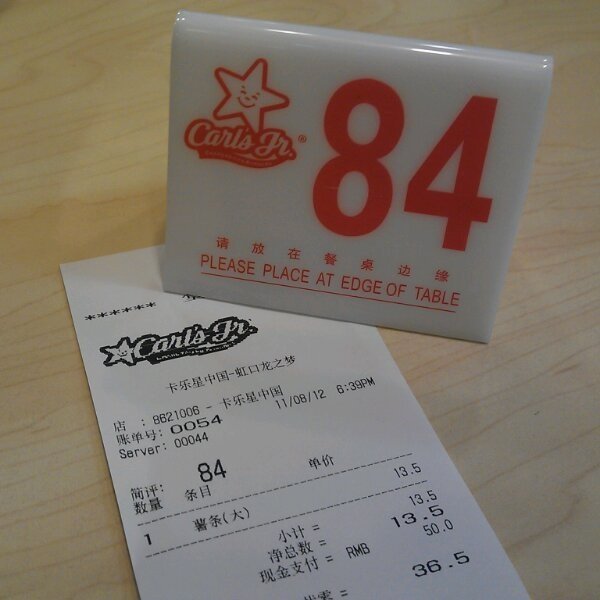 Carl's Jr.®
84
请放在餐桌边缘
PLEASE PLACE AT EDGE OF TABLE
******
Carl's Jr.
卡乐星中国-虹口龙之梦
店 : 8621006 - 卡乐星中国
账单号: 0054 11/08/12 6:39PM
Server: 00044
简评: 84
数量 条目 单价
1 薯条(大) 13.5
小计 = 13.5
净总数 = 13.5
现金支付 = RMB 50.0
36.5